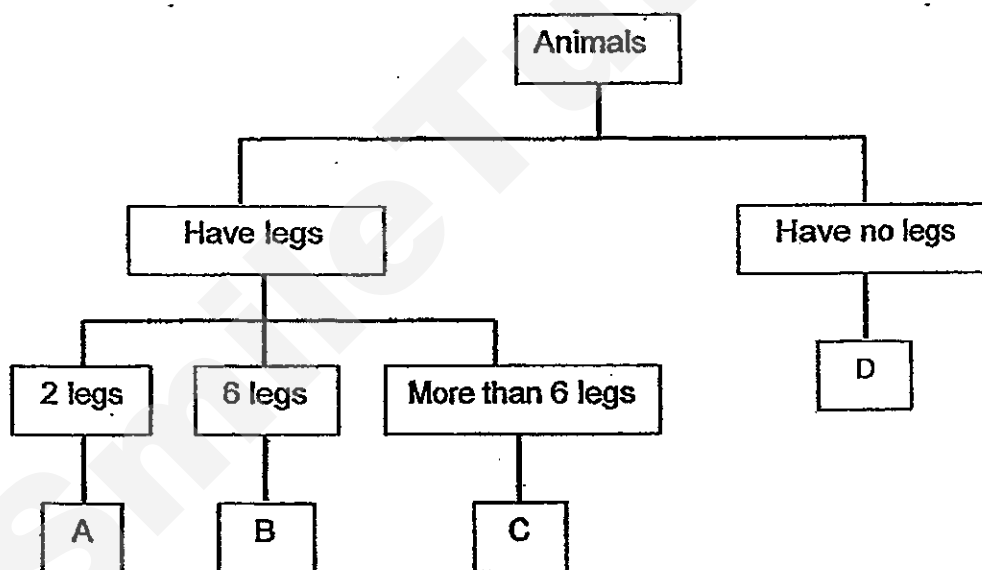 Animals
Have legs
Have no legs
2 legs
6 legs
More than 6 legs
D
A
B
C